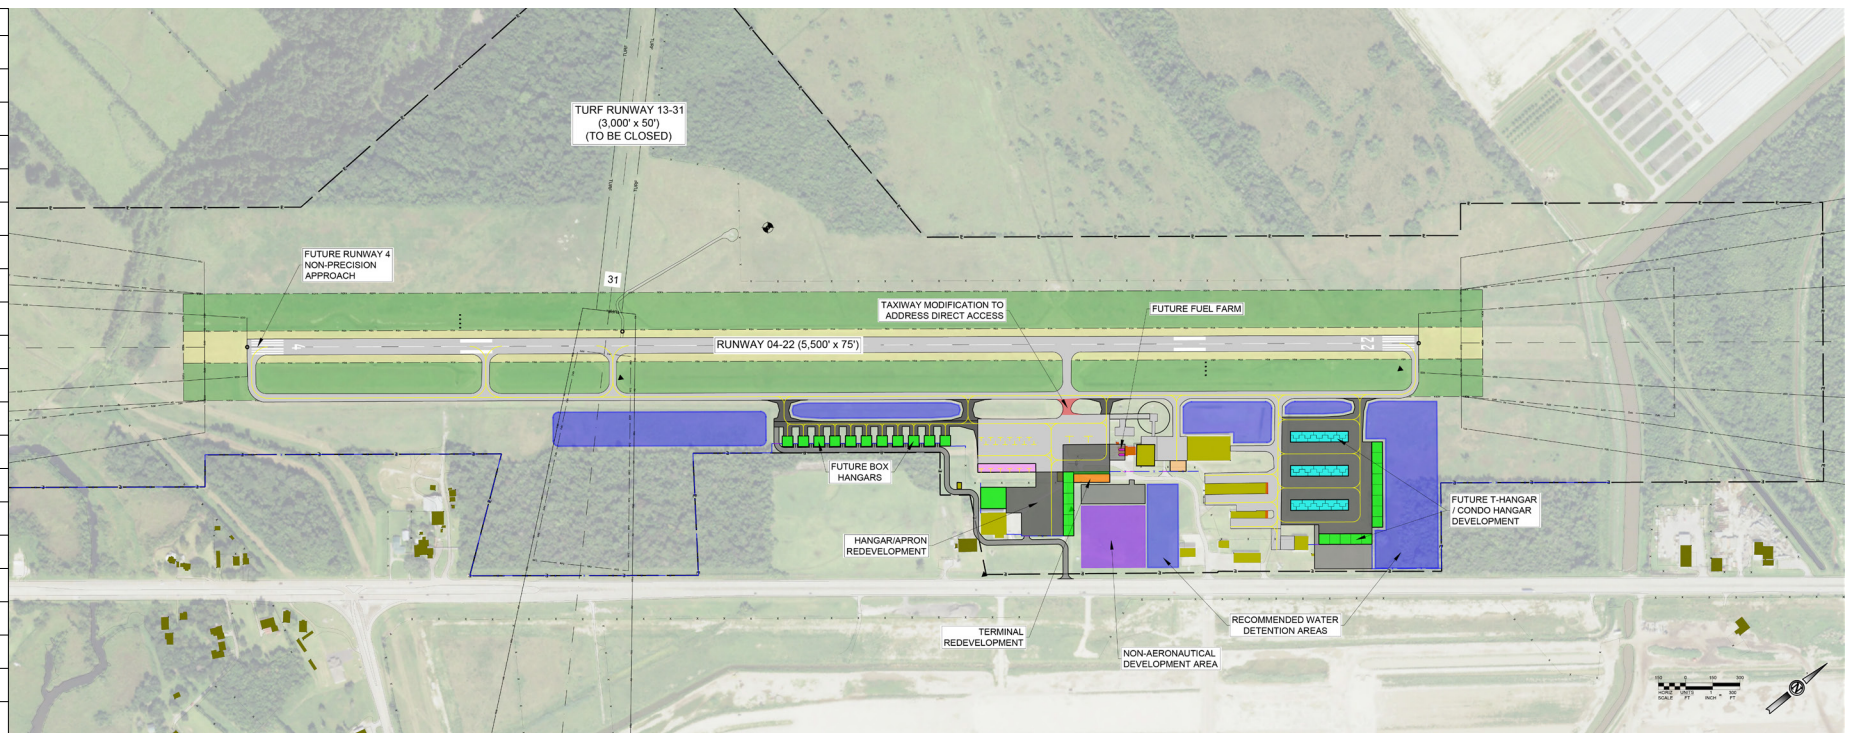 TURF RUNWAY 13-31
(3,000' x 50')
(TO BE CLOSED)
FUTURE RUNWAY 4
NON-PRECISION
APPROACH
31
TAXIWAY MODIFICATION TO
ADDRESS DIRECT ACCESS
FUTURE FUEL FARM
4
RUNWAY 04-22 (5,500' x 75')
22
FUTURE BOX
HANGARS
FUTURE T-HANGAR
/ CONDO HANGAR
DEVELOPMENT
HANGAR/APRON
REDEVELOPMENT
TERMINAL
REDEVELOPMENT
RECOMMENDED WATER
DETENTION AREAS
NON-AERONAUTICAL
DEVELOPMENT AREA